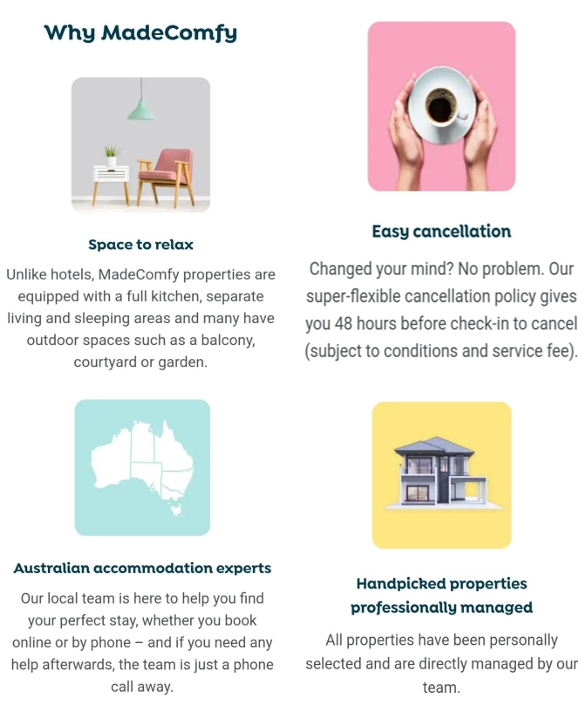 Why MadeComfy
Space to relax
Unlike hotels, MadeComfy properties are
equipped with a full kitchen, separate
living and sleeping areas and many have
outdoor spaces such as a balcony,
courtyard or garden.
Easy cancellation
Changed your mind? No problem. Our
super-flexible cancellation policy gives
you 48 hours before check-in to cancel
(subject to conditions and service fee).
Australian accommodation experts
Our local team is here to help you find
your perfect stay, whether you book
online or by phone – and if you need any
help afterwards, the team is just a phone
call away.
Handpicked properties
professionally managed
All properties have been personally
selected and are directly managed by our
team.